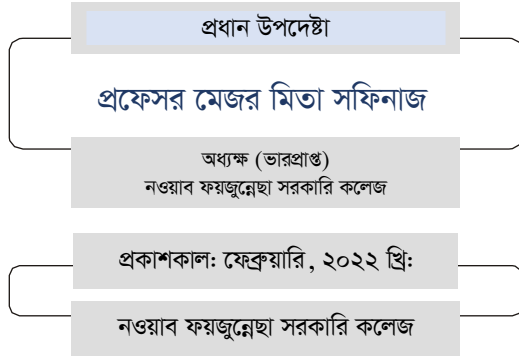 প্রধান উপদেষ্টা
প্রফেসর মেজর মিতা সফিনাজ
অধ্যক্ষ (ভারপ্রাপ্ত)
নওয়াব ফয়জুন্নেছা সরকারি কলেজ
প্রকাশকাল: ফেব্রুয়ারি, ২০২২ খ্রি:
নওয়াব ফয়জুন্নেছা সরকারি কলেজ